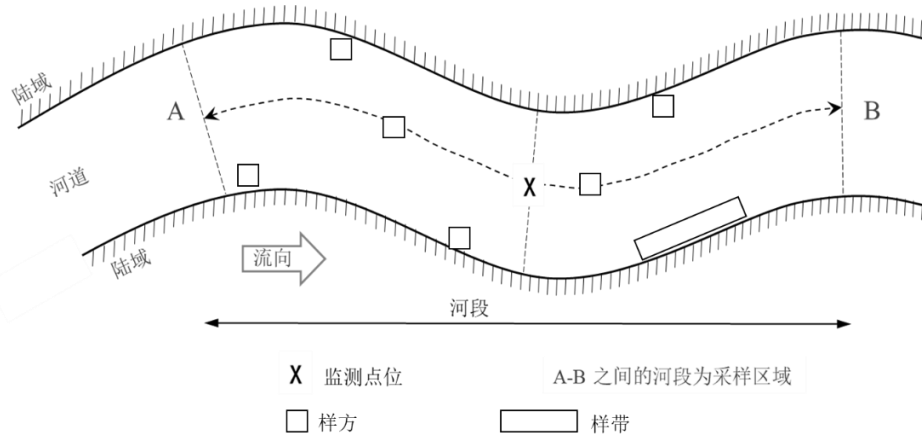 陆域
A
B
河道
陆域
流向
X
河段
X 监测点位
A-B 之间的河段为采样区域
样方
样带